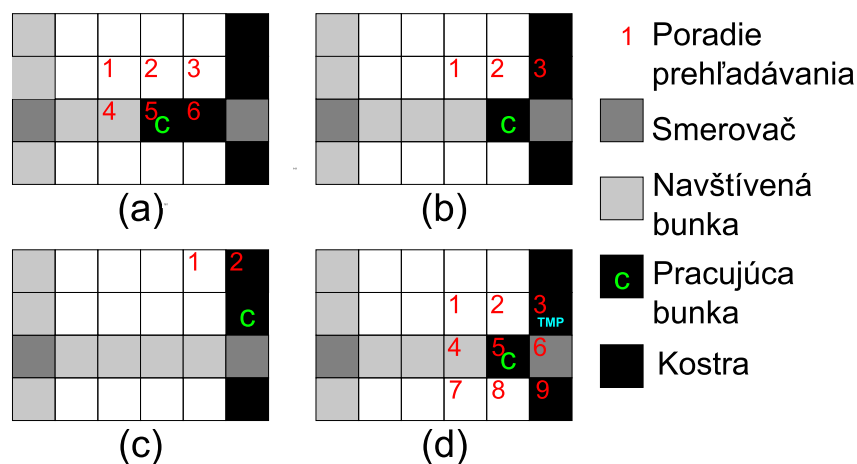 1 2 3
4 5 6
C
(a)
1 2 3
C
(b)
1 2
C
(c)
1 2 3
TMP
4 5 6
C
7 8 9
(d)
1 Poradie
prehľadávania
Smerovač
Navštívená
bunka
C Pracujúca
bunka
Kostra